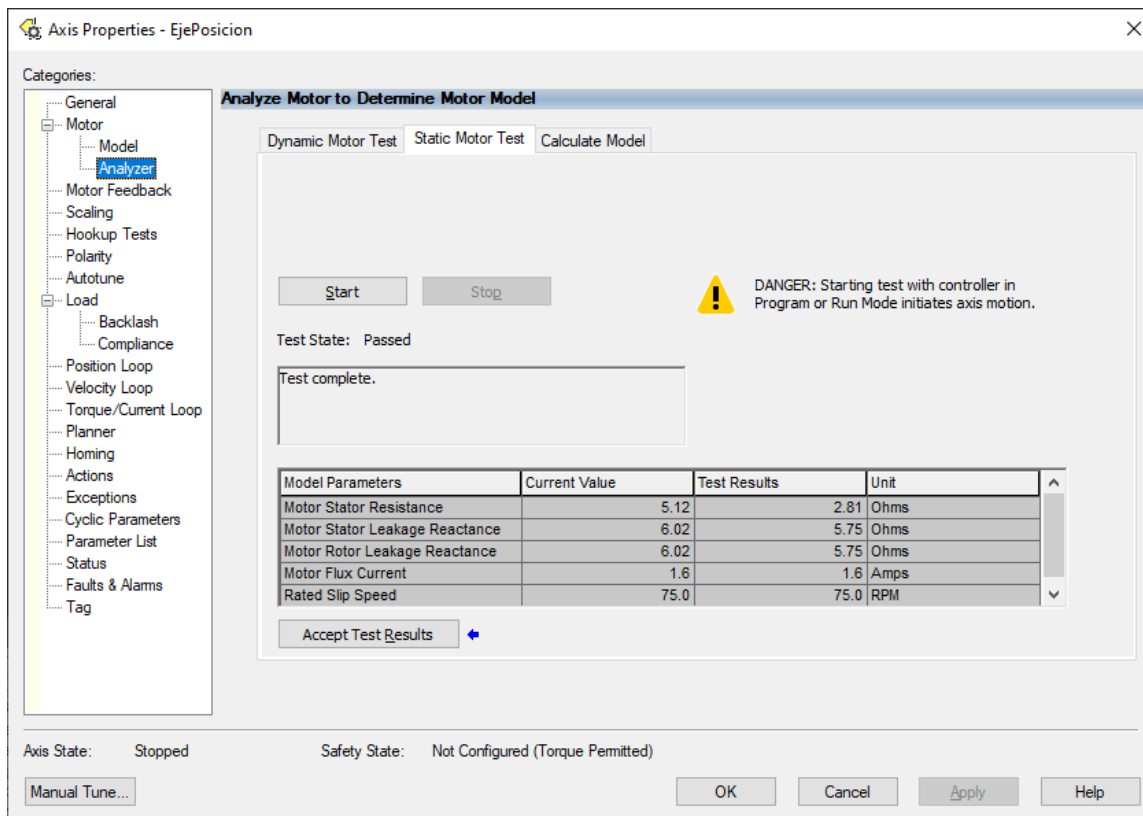 Axis Properties - EjePosicion
Categories:
General
Motor
Model
Analyzer
Motor Feedback
Scaling
Hookup Tests
Polarity
Autotune
Load
Backlash
Compliance
Position Loop
Velocity Loop
Torque/Current Loop
Planner
Homing
Actions
Exceptions
Cyclic Parameters
Parameter List
Status
Faults & Alarms
Tag
Analyze Motor to Determine Motor Model
Dynamic Motor Test Static Motor Test Calculate Model
Start Stop
DANGER: Starting test with controller in
Program or Run Mode initiates axis motion.
Test State: Passed
Test complete.
Model Parameters Current Value Test Results Unit
Motor Stator Resistance 5.12 2.81 Ohms
Motor Stator Leakage Reactance 6.02 5.75 Ohms
Motor Rotor Leakage Reactance 6.02 5.75 Ohms
Motor Flux Current 1.6 1.6 Amps
Rated Slip Speed 75.0 75.0 RPM
Accept Test Results
Axis State: Stopped Safety State: Not Configured (Torque Permitted)
Manual Tune... OK Cancel Apply Help